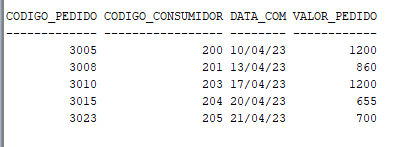 CODIGO_PEDIDO CODIGO_CONSUMIDOR DATA_COM VALOR_PEDIDO
------------- ----------------- -------- ------------
3005 200 10/04/23 1200
3008 201 13/04/23 860
3010 203 17/04/23 1200
3015 204 20/04/23 655
3023 205 21/04/23 700